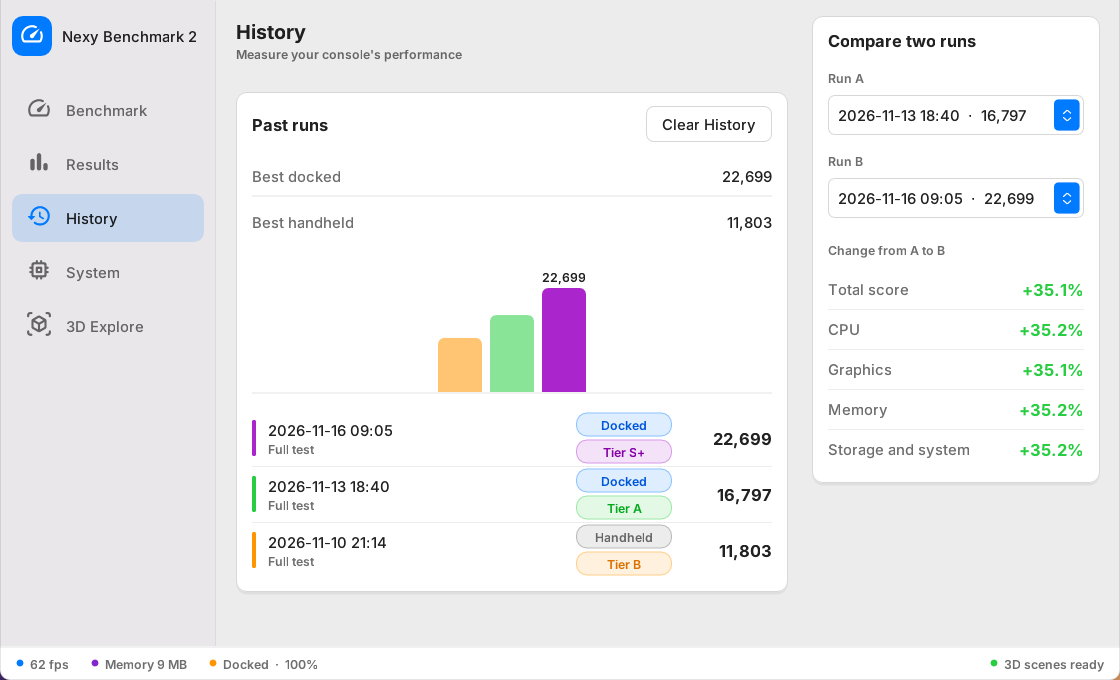 Nexy Benchmark 2
Benchmark
Results
History
System
3D Explore
History
Measure your console's performance
Past runs
Clear History
Best docked 22,699
Best handheld 11,803
22,699
2026-11-16 09:05
Full test
Docked
Tier S+
22,699
2026-11-13 18:40
Full test
Docked
Tier A
16,797
2026-11-10 21:14
Full test
Handheld
Tier B
11,803
Compare two runs
Run A
2026-11-13 18:40 · 16,797
Run B
2026-11-16 09:05 · 22,699
Change from A to B
Total score +35.1%
CPU +35.2%
Graphics +35.1%
Memory +35.2%
Storage and system +35.2%
62 fps Memory 9 MB Docked · 100% 3D scenes ready